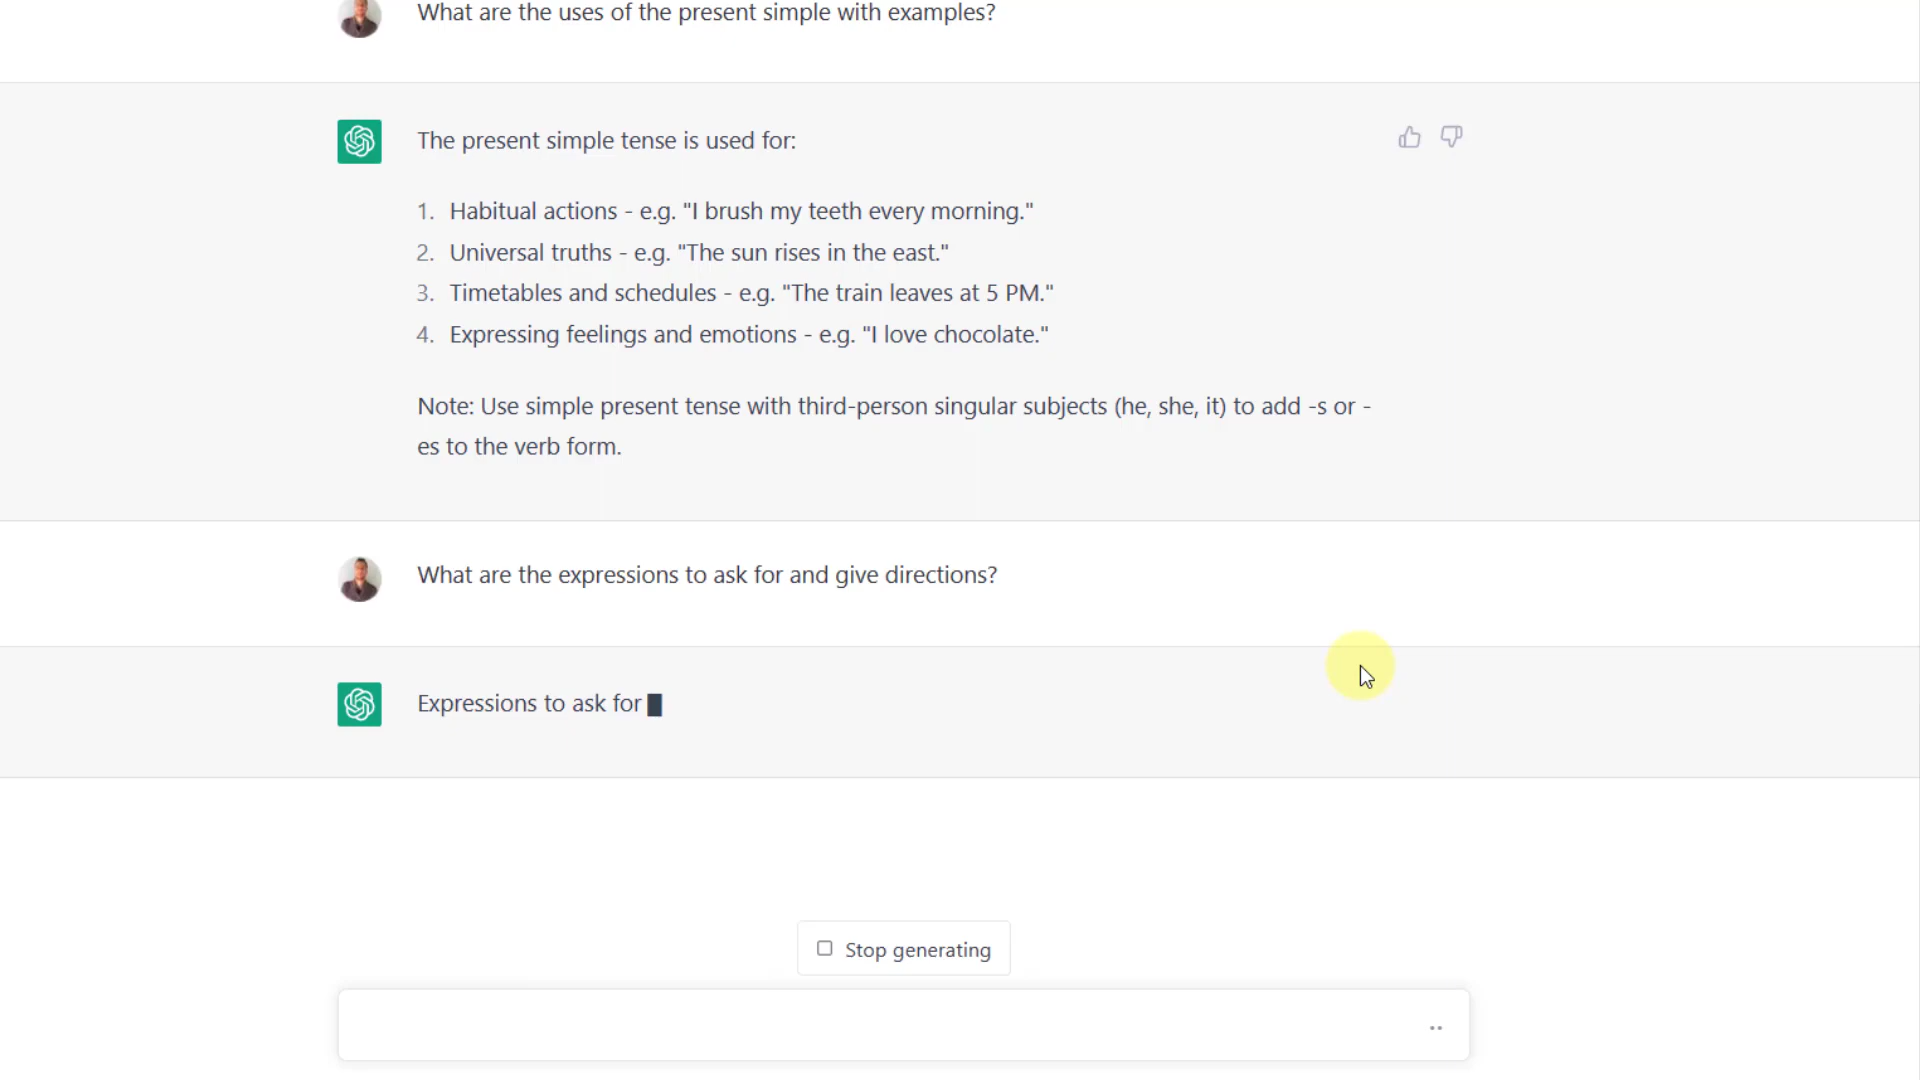 What are the uses of the present simple with examples?
The present simple tense is used for:
1. Habitual actions - e.g. "I brush my teeth every morning."
2. Universal truths - e.g. "The sun rises in the east."
3. Timetables and schedules - e.g. "The train leaves at 5 PM."
4. Expressing feelings and emotions - e.g. "I love chocolate."
Note: Use simple present tense with third-person singular subjects (he, she, it) to add -s or -
es to the verb form.
What are the expressions to ask for and give directions?
Expressions to ask for
Stop generating